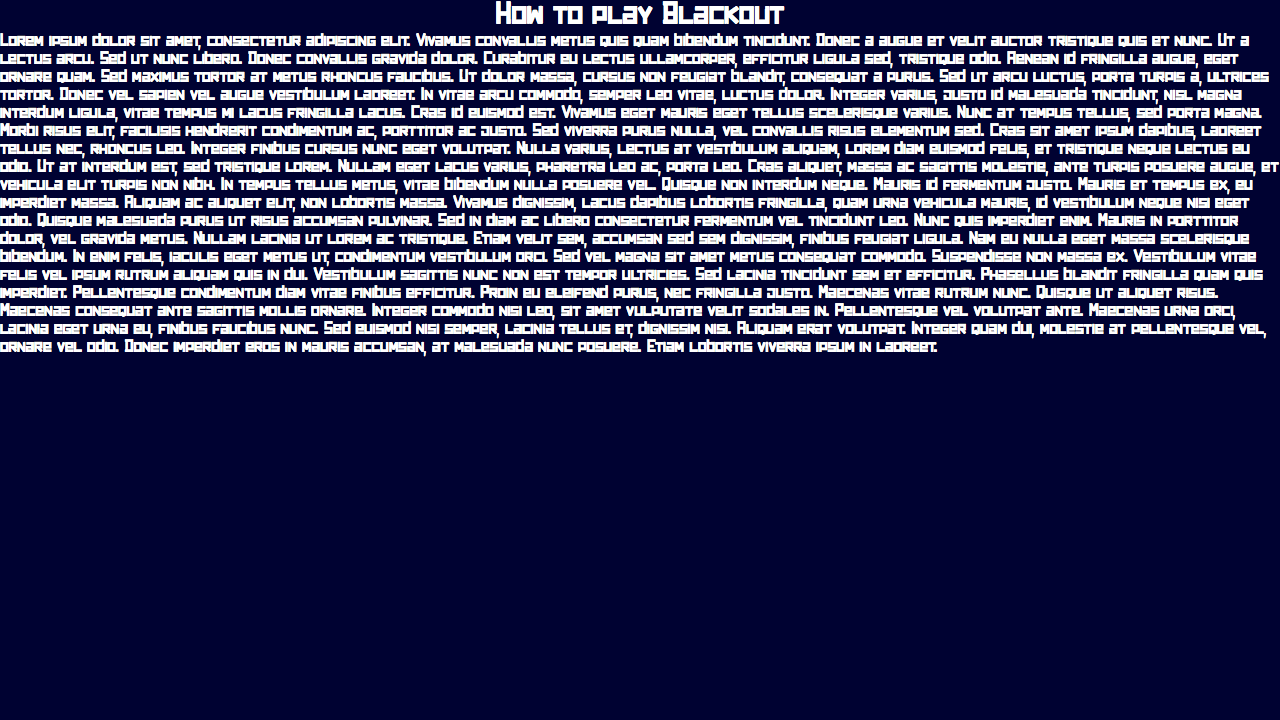 How to play Blackout
Lorem ipsum dolor sit amet, consectetur adipiscing elit. Vivamus convallis metus quis quam bibendum tincidunt. Donec a augue et velit auctor tristique quis et nunc. Ut a
lectus arcu. Sed ut nunc libero. Donec convallis gravida dolor. Curabitur eu lectus ullamcorper, efficitur ligula sed, tristique odio. Aenean id fringilla augue, eget
ornare quam. Sed maximus tortor at metus rhoncus faucibus. Ut dolor massa, cursus non feugiat blandit, consequat a purus. Sed ut arcu luctus, porta turpis a, ultrices
tortor. Donec vel sapien vel augue vestibulum laoreet. In vitae arcu commodo, semper leo vitae, luctus dolor. Integer varius, justo id malesuada tincidunt, nisl magna
interdum ligula, vitae tempus mi lacus fringilla lacus. Cras id euismod est. Vivamus eget mauris eget tellus scelerisque varius. Nunc at tempus tellus, sed porta magna.
Morbi risus elit, facilisis hendrerit condimentum ac, porttitor ac justo. Sed viverra purus nulla, vel convallis risus elementum sed. Cras sit amet ipsum dapibus, laoreet
tellus nec, rhoncus leo. Integer finibus cursus nunc eget volutpat. Nulla varius, lectus at vestibulum aliquam, lorem diam euismod felis, et tristique neque lectus eu
odio. Ut at interdum est, sed tristique lorem. Nullam eget lacus varius, pharetra leo ac, porta leo. Cras aliquet, massa ac sagittis molestie, ante turpis posuere augue, et
vehicula elit turpis non nibh. In tempus tellus metus, vitae bibendum nulla posuere vel. Quisque non interdum neque. Mauris id fermentum justo. Mauris et tempus ex, eu
imperdiet massa. Aliquam ac aliquet elit, non lobortis massa. Vivamus dignissim, lacus dapibus lobortis fringilla, quam urna vehicula mauris, id vestibulum neque nisi eget
odio. Quisque malesuada purus ut risus accumsan pulvinar. Sed in diam ac libero consectetur fermentum vel tincidunt leo. Nunc quis imperdiet enim. Mauris in porttitor
dolor, vel gravida metus. Nullam lacinia ut lorem ac tristique. Etiam velit sem, accumsan sed sem dignissim, finibus feugiat ligula. Nam eu nulla eget massa scelerisque
bibendum. In enim felis, iaculis eget metus ut, condimentum vestibulum orci. Sed vel magna sit amet metus consequat commodo. Suspendisse non massa ex. Vestibulum vitae
felis vel ipsum rutrum aliquam quis in dui. Vestibulum sagittis nunc non est tempor ultricies. Sed lacinia tincidunt sem et efficitur. Phasellus blandit fringilla quam quis
imperdiet. Pellentesque condimentum diam vitae finibus efficitur. Proin eu eleifend purus, nec fringilla justo. Maecenas vitae rutrum nunc. Quisque ut aliquet risus.
Maecenas consequat ante sagittis mollis ornare. Integer commodo nisi leo, sit amet vulputate velit sodales in. Pellentesque vel volutpat ante. Maecenas urna orci,
lacinia eget urna eu, finibus faucibus nunc. Sed euismod nisi semper, lacinia tellus et, dignissim nisl. Aliquam erat volutpat. Integer quam dui, molestie at pellentesque vel,
ornare vel odio. Donec imperdiet eros in mauris accumsan, at malesuada nunc posuere. Etiam lobortis viverra ipsum in laoreet.